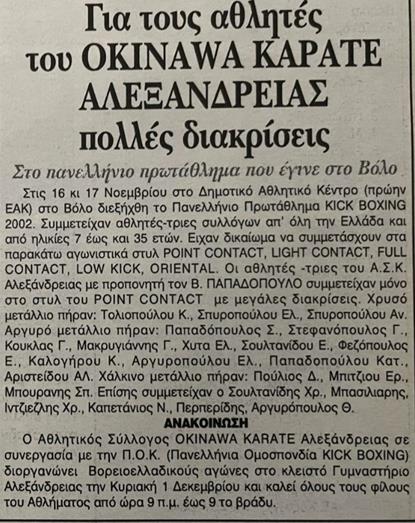 Για τους αθλητές
του OKINAWA ΚΑΡΑΤΕ
ΑΛΕΞΑΝΔΡΕΙΑΣ
πολλές διακρίσεις
Στο πανελλήνιο πρωτάθλημα που έγινε στο Βόλο
Στις 16 κι 17 Νοεμβρίου στο Δημοτικό Αθλητικό Κέντρο (πρώην
ΕΑΚ) στο Βόλο διεξήχθη το Πανελλήνιο Πρωτάθλημα KICK BOXING
2002. Συμετείχαν αθλητές-τριες συλλόγων απ' όλη την Ελλάδα και
από ηλικίες 7 έως και 35 ετών. Ειχαν δικαίωμα να συμμετάσχουν στα
παρακάτω αγωνιστικά στυλ POINT CONTACT, LIGHT CONTACT, FULL
CONTACT, LOW KICK, ORIENTAL. Οι αθλητές -τριες του Α.Σ.Κ.
Αλεξάνδρειας με προπονητή τον Β. ΠΑΠΑΔΟΠΟΥΛΟ συμετείχαν μόνο
στο στυλ του POINT CONTACT με μεγάλες διακρίσεις. Χρυσό
μετάλλιο πήραν: Τολιοπούλου Κ., Σπυροπούλου Ελ., Σπυροπούλου Αν.
Αργυρό μετάλλιο πήραν: Παπαδόπουλος Σ., Στεφανόπουλος Γ.,
Κουκλας Γ., Μακρυγιάννης Γ., Χυτα Ελ., Σουλτανίδου Ε., Φεζόπουλος
Ε., Καλογήρου Κ., Αργυροπούλου Ελ., Παπαδοπούλου Κατ.,
Αριστείδου ΑΛ. Χάλκινο μετάλλιο πήραν: Πούλιος Δ., Μπιτζιου Ερ.,
Μπουρανης Σπ. Επίσης συμμετείχαν ο Σουλτανίδης Χρ., Μπασιλιαρης,
Ιντζιεζλης Χρ., Καπετάνιος Ν., Περπερίδης, Αργυρόπουλος Θ.
ΑΝΑΚΟΙΝΩΣΗ
Ο Αθλητικός Σύλλογος OKINAWA KARATE Αλεξάνδρειας σε
συνεργασία με την Π.Ο.Κ. (Πανελλήνια Ομοσπονδία KICK BOXING)
διοργανώνει Βορειοελλαδικούς αγώνες στο κλειστό Γυμναστήριο
Αλεξάνδρειας την Κυριακή 1 Δεκεμβρίου και καλεί όλους τους φίλους
του Αθλήματος από ώρα 9 π.μ. έως 9 το βράδυ.